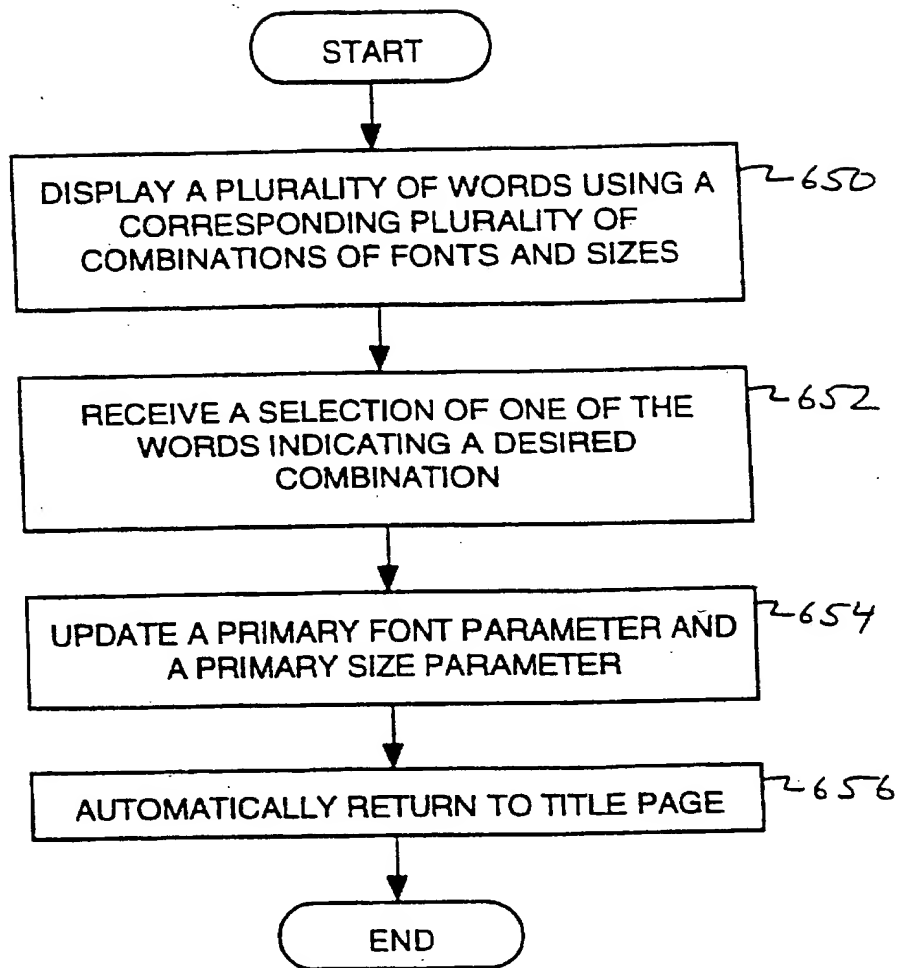 START
DISPLAY A PLURALITY OF WORDS USING A
CORRESPONDING PLURALITY OF
COMBINATIONS OF FONTS AND SIZES
650
RECEIVE A SELECTION OF ONE OF THE
WORDS INDICATING A DESIRED
COMBINATION
652
UPDATE A PRIMARY FONT PARAMETER AND
A PRIMARY SIZE PARAMETER
654
AUTOMATICALLY RETURN TO TITLE PAGE
656
END